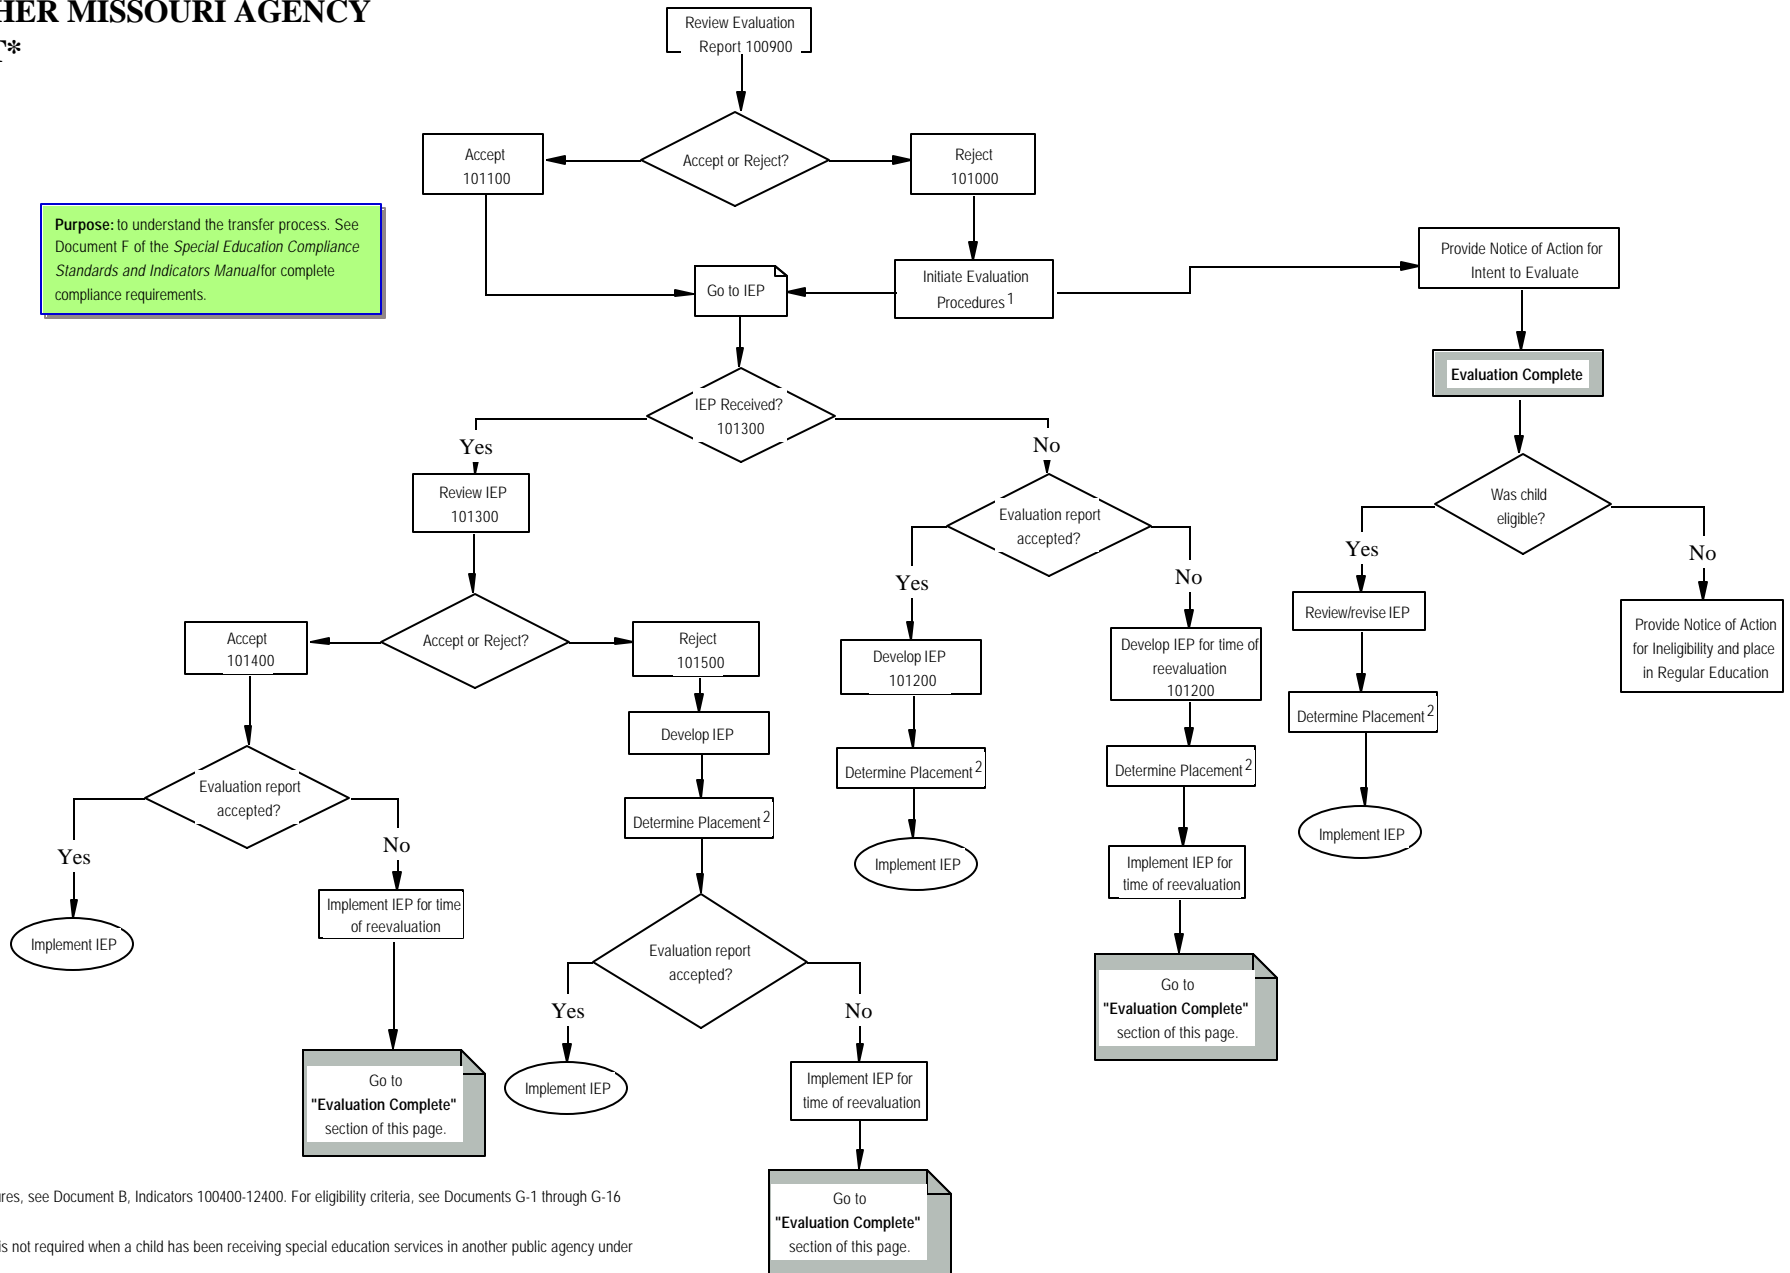 HER MISSOURI AGENCY
T*
Review Evaluation
Report 100900
Accept
101100
Accept or Reject?
Reject
101000
Purpose: to understand the transfer process. See
Document F of the Special Education Compliance
Standards and Indicators Manual for complete
compliance requirements.
Go to IEP
Initiate Evaluation
Procedures 1
Provide Notice of Action for
Intent to Evaluate
Evaluation Complete
IEP Received?
101300
Yes
No
Review IEP
101300
Evaluation report
accepted?
Was child
eligible?
Yes
No
Yes
No
Accept
101400
Accept or Reject?
Reject
101500
Develop IEP
101200
Develop IEP for time of
reevaluation
101200
Review/revise IEP
Provide Notice of Action
for Ineligibility and place
in Regular Education
Develop IEP
Determine Placement 2
Determine Placement 2
Determine Placement 2
Evaluation report
accepted?
Determine Placement 2
Implement IEP
Implement IEP for
time of reevaluation
Implement IEP
Yes
No
Implement IEP
Implement IEP for time
of reevaluation
Evaluation report
accepted?
Yes
No
Go to
"Evaluation Complete"
section of this page.
Go to
"Evaluation Complete"
section of this page.
Implement IEP
Implement IEP for
time of reevaluation
Go to
"Evaluation Complete"
section of this page.
see Document B, Indicators 100400-12400. For eligibility criteria, see Documents G-1 through G-16
is not required when a child has been receiving special education services in another public agency under